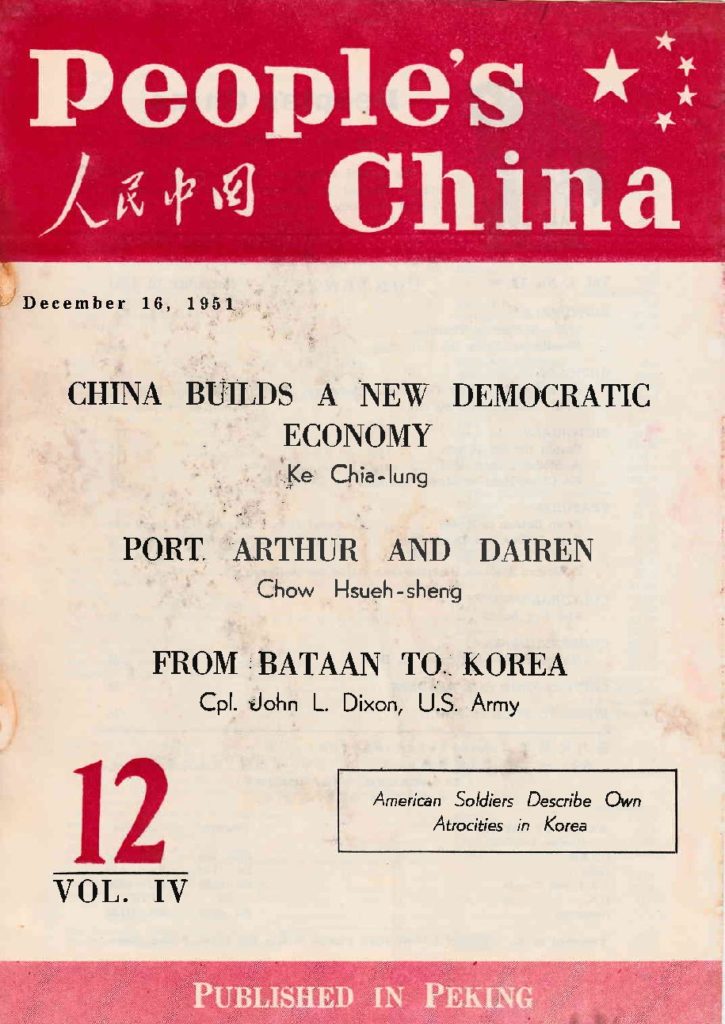 People's
人民中国
China
December 16, 1951
CHINA BUILDS A NEW DEMOCRATIC
ECONOMY
Ke Chia-lung
PORT ARTHUR AND DAIREN
Chow Hsueh-sheng
FROM BATAAN TO KOREA
Cpl. John L. Dixon, U.S. Army
12
VOL. IV
American Soldiers Describe Own
Atrocities in Korea
PUBLISHED IN PEKING